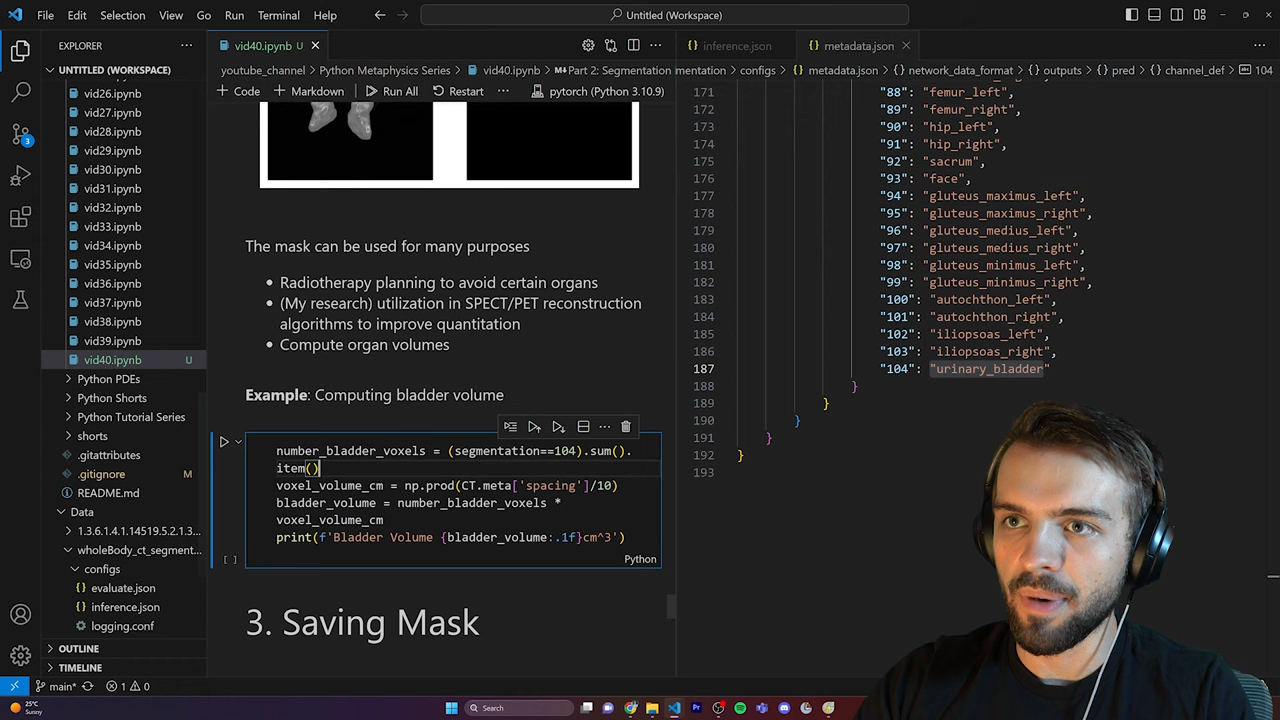 File Edit Selection View Go Run Terminal Help
Untitled (Workspace)
EXPLORER
UNTITLED (WORKSPACE)
vid26.ipynb
vid27.ipynb
vid28.ipynb
vid29.ipynb
vid30.ipynb
vid31.ipynb
vid32.ipynb
vid33.ipynb
vid34.ipynb
vid35.ipynb
vid36.ipynb
vid37.ipynb
vid38.ipynb
vid39.ipynb
vid40.ipynb U
Python PDEs
Python Shorts
Python Tutorial Series
shorts
.gitattributes
.gitignore M
README.md
Data
1.3.6.1.4.1.14519.5.2.1.3...
wholeBody_ct_segment...
configs
evaluate.json
inference.json
logging.conf
OUTLINE
TIMELINE
3
vid40.ipynb U
youtube_channel > Python Metaphysics Series > vid40.ipynb > Part 2: Segmentation
+ Code + Markdown Run All Restart ... pytorch (Python 3.10.9)
The mask can be used for many purposes
• Radiotherapy planning to avoid certain organs
• (My research) utilization in SPECT/PET reconstruction
algorithms to improve quantitation
• Compute organ volumes
Example: Computing bladder volume
number_bladder_voxels = (segmentation==104).sum().
item()
voxel_volume_cm = np.prod(CT.meta['spacing']/10)
bladder_volume = number_bladder_voxels *
voxel_volume_cm
print(f'Bladder Volume {bladder_volume:.1f}cm^3')
[ ]
Python
3. Saving Mask
inference.json
metadata.json
mentation > configs > metadata.json > network_data_format > outputs > pred > channel_def > 104
171 "88": "femur_left",
172 "89": "femur_right",
173 "90": "hip_left",
174 "91": "hip_right",
175 "92": "sacrum",
176 "93": "face",
177 "94": "gluteus_maximus_left",
178 "95": "gluteus_maximus_right",
179 "96": "gluteus_medius_left",
180 "97": "gluteus_medius_right",
181 "98": "gluteus_minimus_left",
182 "99": "gluteus_minimus_right",
183 "100": "autochthon_left",
184 "101": "autochthon_right",
185 "102": "iliopsoas_left",
186 "103": "iliopsoas_right",
187 "104": "urinary_bladder"
188 }
189 }
190 }
191 }
192 }
193
main* 1 0
25°C
Sunny
Search